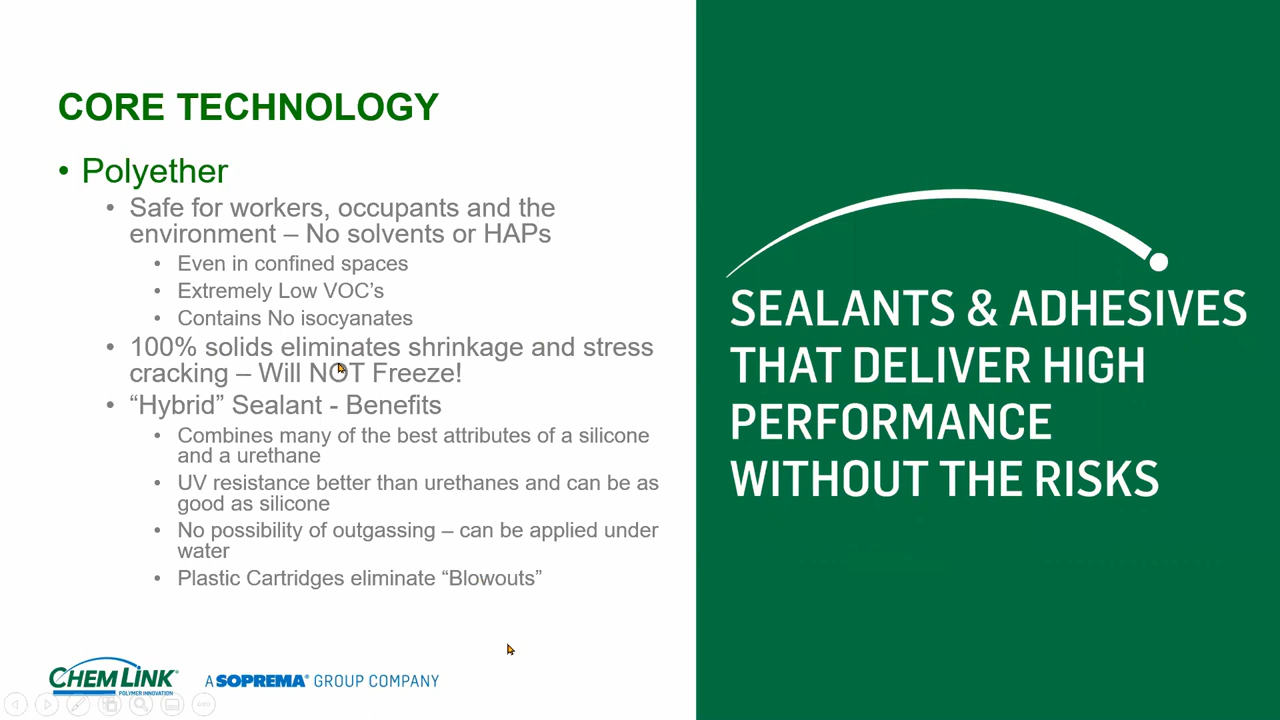 CORE TECHNOLOGY
• Polyether
• Safe for workers, occupants and the
environment – No solvents or HAPs
• Even in confined spaces
• Extremely Low VOC's
• Contains No isocyanates
• 100% solids eliminates shrinkage and stress
cracking – Will NOT Freeze!
• “Hybrid” Sealant - Benefits
• Combines many of the best attributes of a silicone
and a urethane
• UV resistance better than urethanes and can be as
good as silicone
• No possibility of outgassing – can be applied under
water
• Plastic Cartridges eliminate “Blowouts”
CHEM LINK®
POLYMER INNOVATION
A SOPREMA® GROUP COMPANY
SEALANTS & ADHESIVES
THAT DELIVER HIGH
PERFORMANCE
WITHOUT THE RISKS